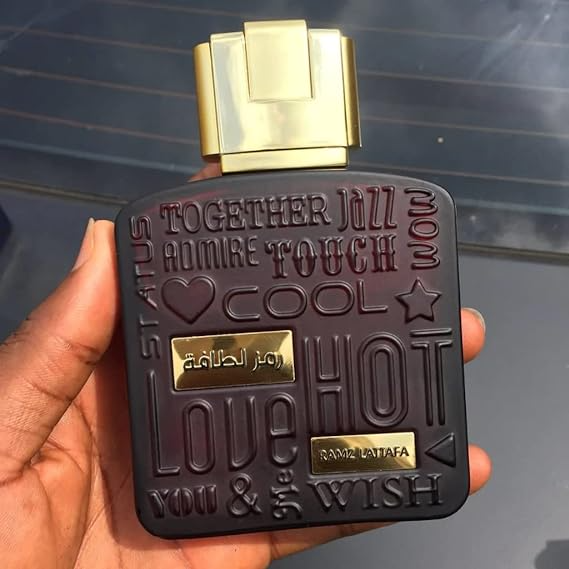 TOGETHER JAZZ
WOW
STATUS
ADMIRE TOUCH
COOL
رمز لطافة
HOT
Love
RAMZ LATTAFA
YOU & Me WISH